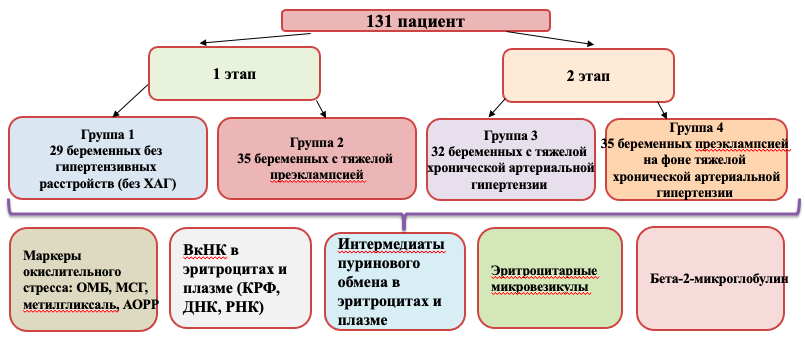 131 пациент
1 этап
2 этап
Группа 1
29 беременных без
гипертензивных
расстройств (без ХАГ)
Группа 2
35 беременных с тяжелой
преэклампсией
Группа 3
32 беременных с тяжелой
хронической артериальной
гипертензии
Группа 4
35 беременных преэклампсией
на фоне тяжелой
хронической артериальной
гипертензии
Маркеры
окислительного
стресса: ОМБ, МСГ,
метилгликсаль, АОРР
ВкНК в
эритроцитах и
плазме (КРФ,
ДНК, РНК)
Интермедиаты
пуринового
обмена в
эритроцитах и
плазме
Эритроцитарные
микровезикулы
Бета-2-микроглобулин